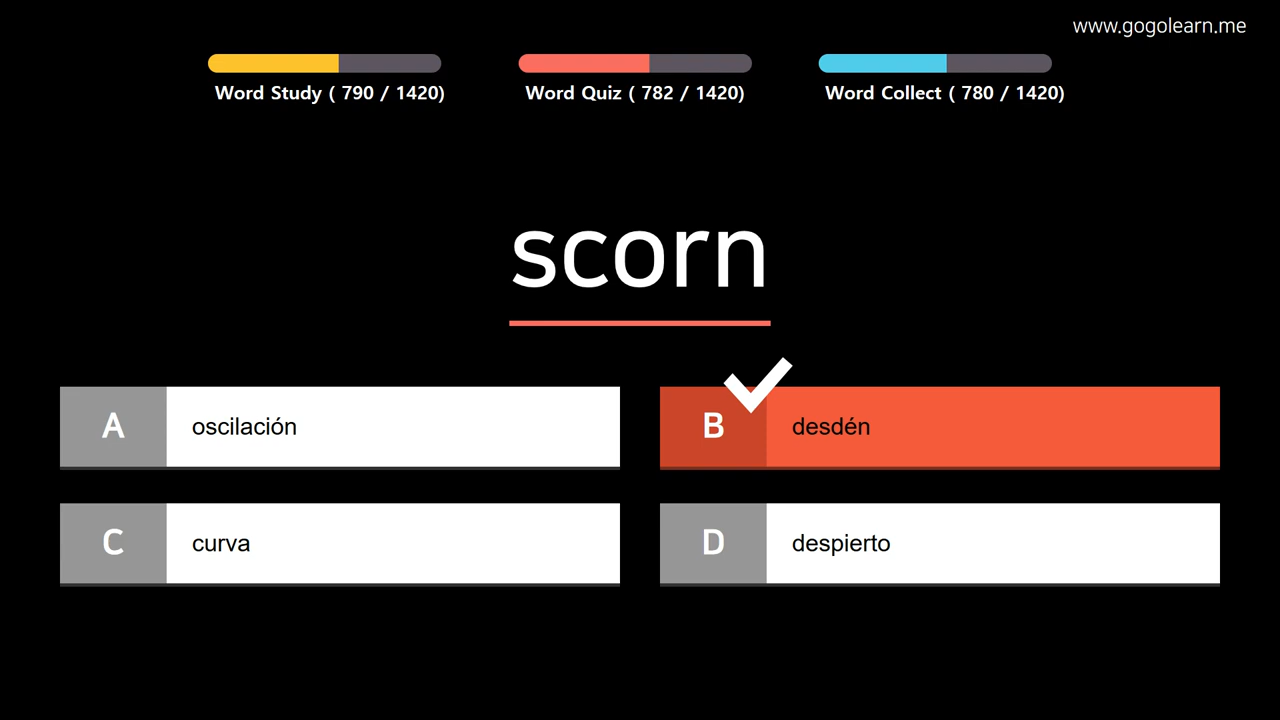 www.gogolearn.me
Word Study ( 790 / 1420)
Word Quiz ( 782 / 1420)
Word Collect ( 780 / 1420)
scorn
A
oscilación
B
desdén
C
curva
D
despierto